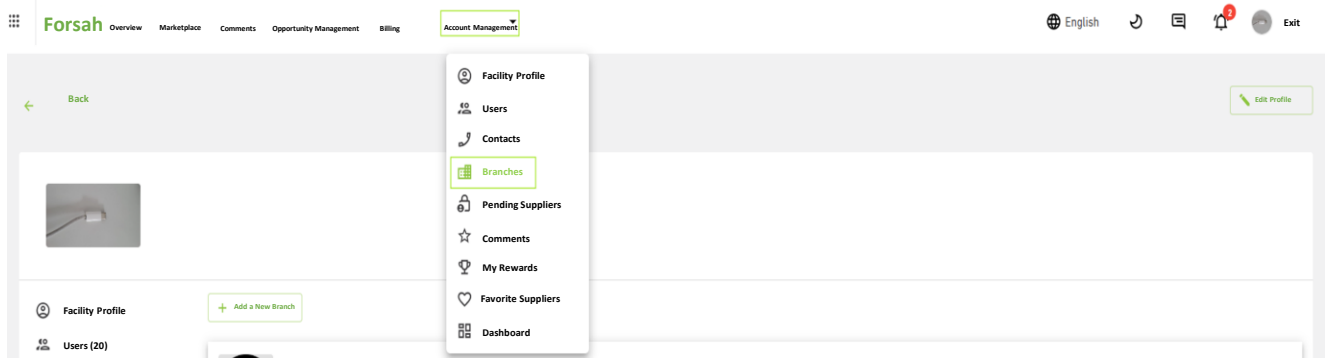 Forsah Overview Marketplace Comments Opportunity Management Billing Account Management English 2 Exit
Facility Profile
Back
Edit Profile
Users
Contacts
Branches
Pending Suppliers
Comments
My Rewards
Favorite Suppliers
Dashboard
Facility Profile
Add a New Branch
Users (20)